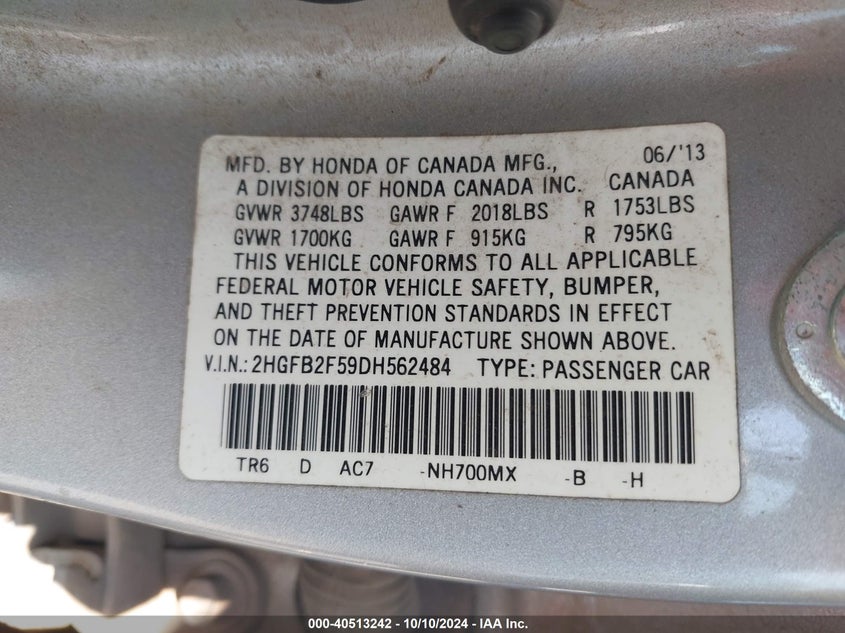 MFD. BY HONDA OF CANADA MFG., 06/'13
A DIVISION OF HONDA CANADA INC. CANADA
GVWR 3748LBS GAWR F 2018LBS R 1753LBS
GVWR 1700KG GAWR F 915KG R 795KG
THIS VEHICLE CONFORMS TO ALL APPLICABLE
FEDERAL MOTOR VEHICLE SAFETY, BUMPER,
AND THEFT PREVENTION STANDARDS IN EFFECT
ON THE DATE OF MANUFACTURE SHOWN ABOVE.
V.I.N.: 2HGFB2F59DH562484 TYPE: PASSENGER CAR
TR6 D AC7 -NH700MX -B -H
000-40513242 - 10/10/2024 - IAA Inc.